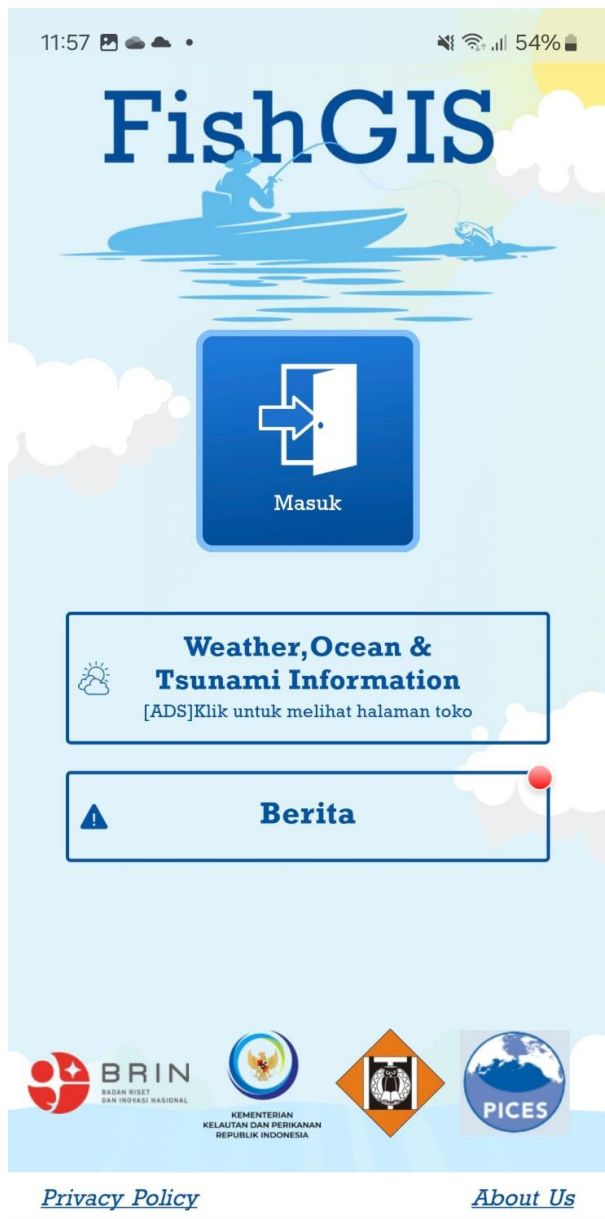 11:57
54%
FishGIS
Masuk
Weather,Ocean &
Tsunami Information
[ADS]Klik untuk melihat halaman toko
Berita
BRIN
BADAN RISET
DAN INOVASI NASIONAL
KEMENTERIAN
KELAUTAN DAN PERIKANAN
REPUBLIK INDONESIA
PICES
Privacy Policy
About Us